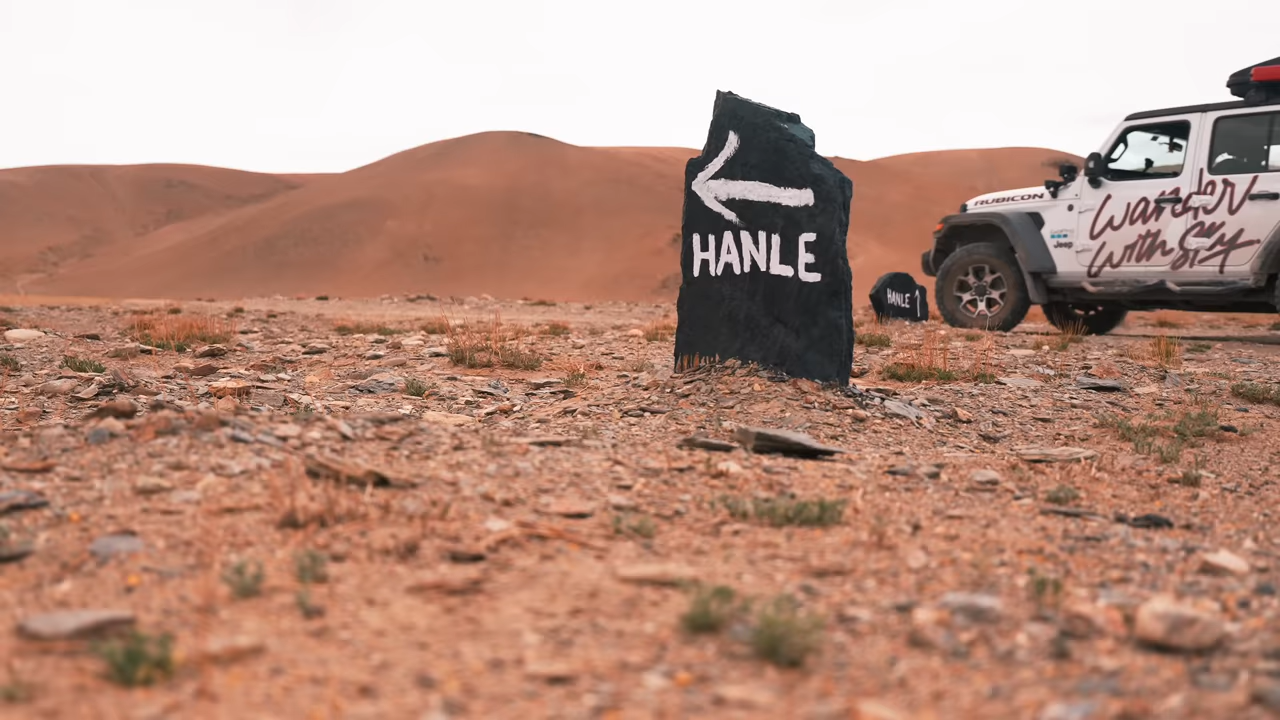 ←
HANLE
HANLE ↑
RUBICON
Jeep
wander
with Sky